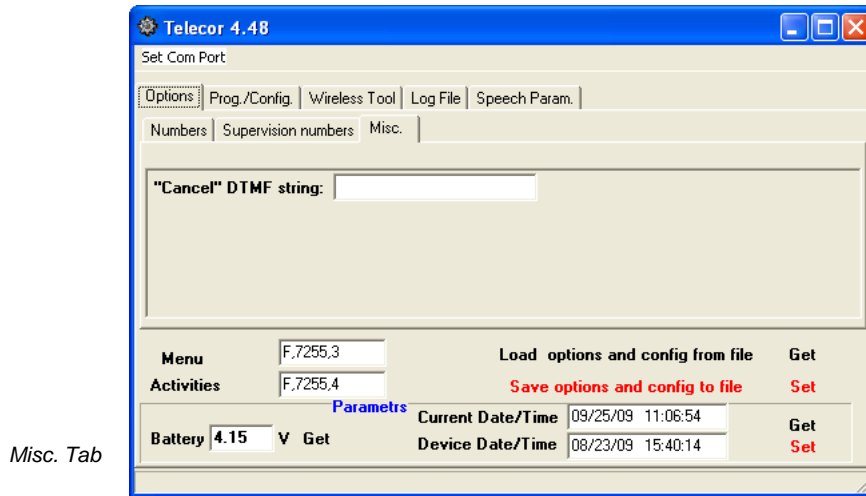 Telecor 4.48
Set Com Port
Options Prog./Config. Wireless Tool Log File Speech Param.
Numbers Supervision numbers Misc.
"Cancel" DTMF string:
Menu F,7255,3 Load options and config from file Get
Activities F,7255,4 Save options and config to file Set
Parametrs
Current Date/Time 09/25/09 11:06:54 Get
Battery 4.15 V Get Device Date/Time 08/23/09 15:40:14 Set
Misc. Tab